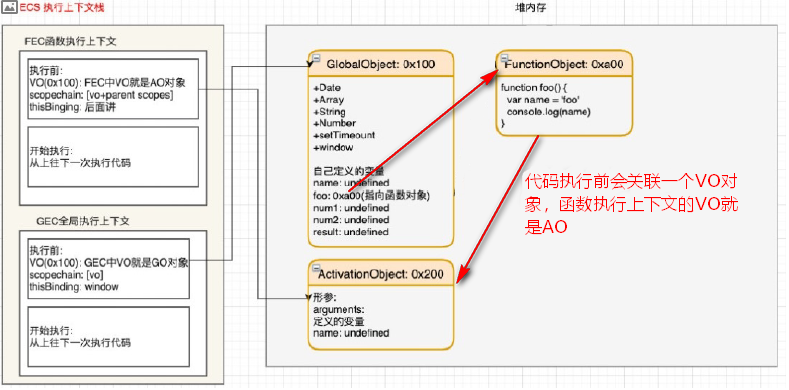 ECS 执行上下文栈
FEC函数执行上下文
执行前:
VO(0x100): FEC中VO就是AO对象
scopechain: [vo+parent scopes]
thisBinging: 后面讲
开始执行:
从上往下一次执行代码
GEC全局执行上下文
执行前:
VO(0x100): GEC中VO就是GO对象
scopechain: [vo]
thisBinding: window
开始执行:
从上往下一次执行代码
堆内存
GlobalObject: 0x100
+Date
+Array
+String
+Number
+setTimeount
+window
自己定义的变量
name: undefined
foo: 0xa00(指向函数对象)
num1: undefined
num2: undefined
result: undefined
FunctionObject: 0xa00
function foo() {
var name = 'foo'
console.log(name)
}
代码执行前会关联一个VO对
象，函数执行上下文的VO就
是AO
ActivationObject: 0x200
形参:
arguments:
定义的变量
name: undefined